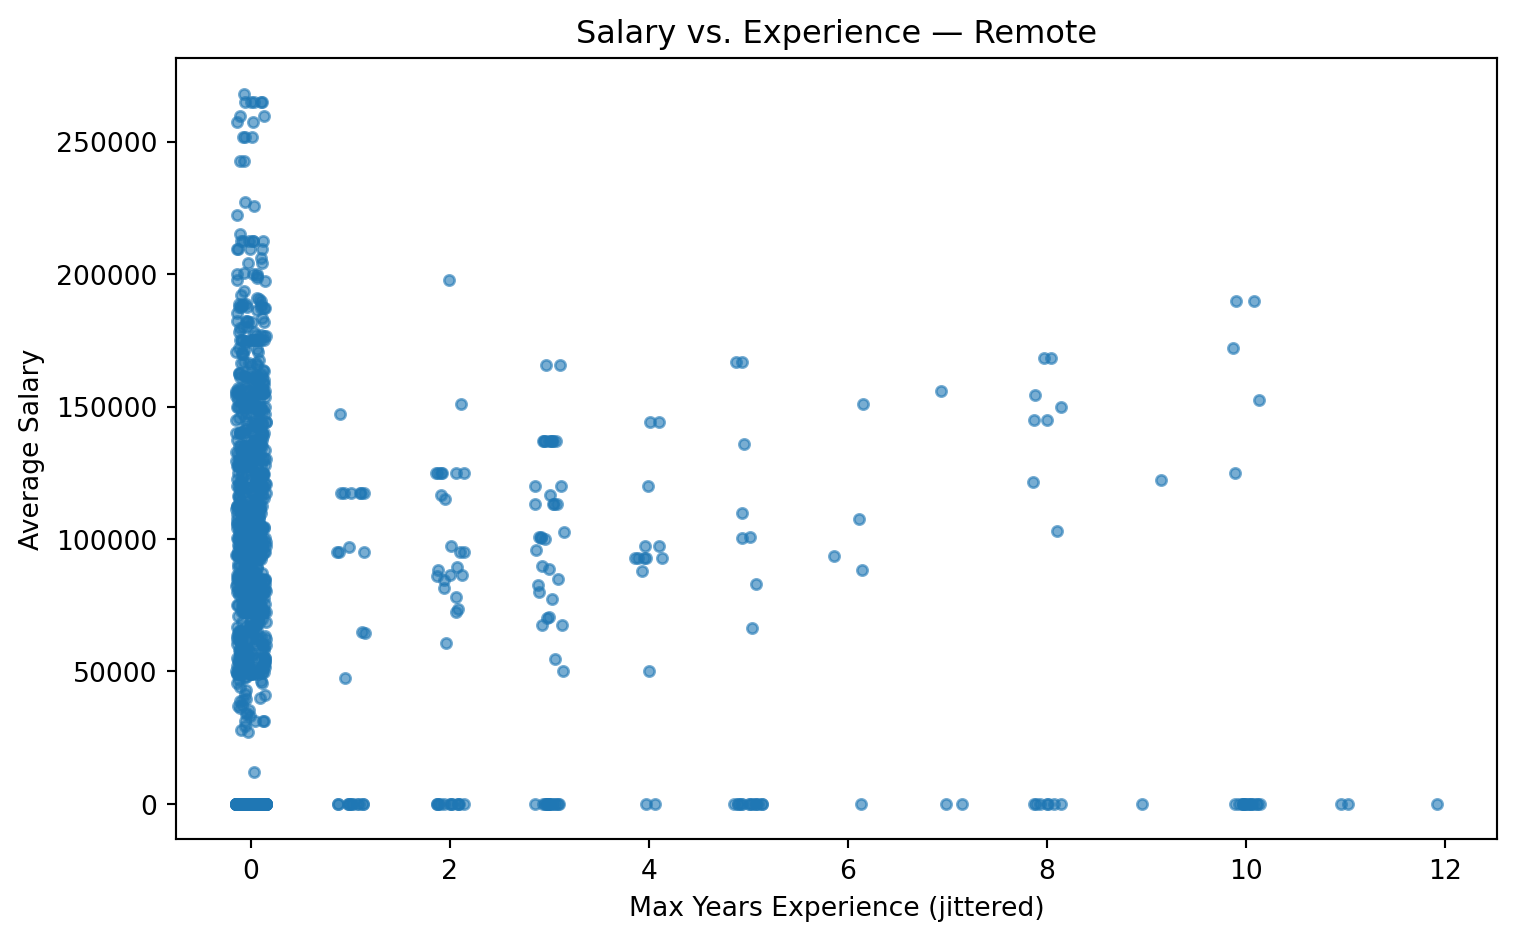 Salary vs. Experience — Remote
Average Salary
250000
200000
150000
100000
50000
0
0 2 4 6 8 10 12
Max Years Experience (jittered)